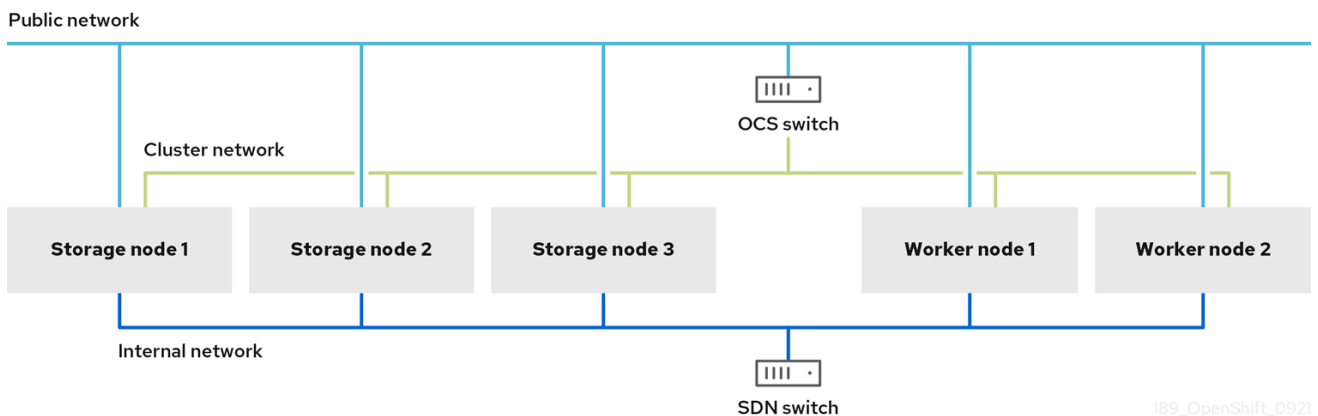 Public network
OCS switch
Cluster network
Storage node 1
Storage node 2
Storage node 3
Worker node 1
Worker node 2
Internal network
SDN switch
189_OpenShift_0921